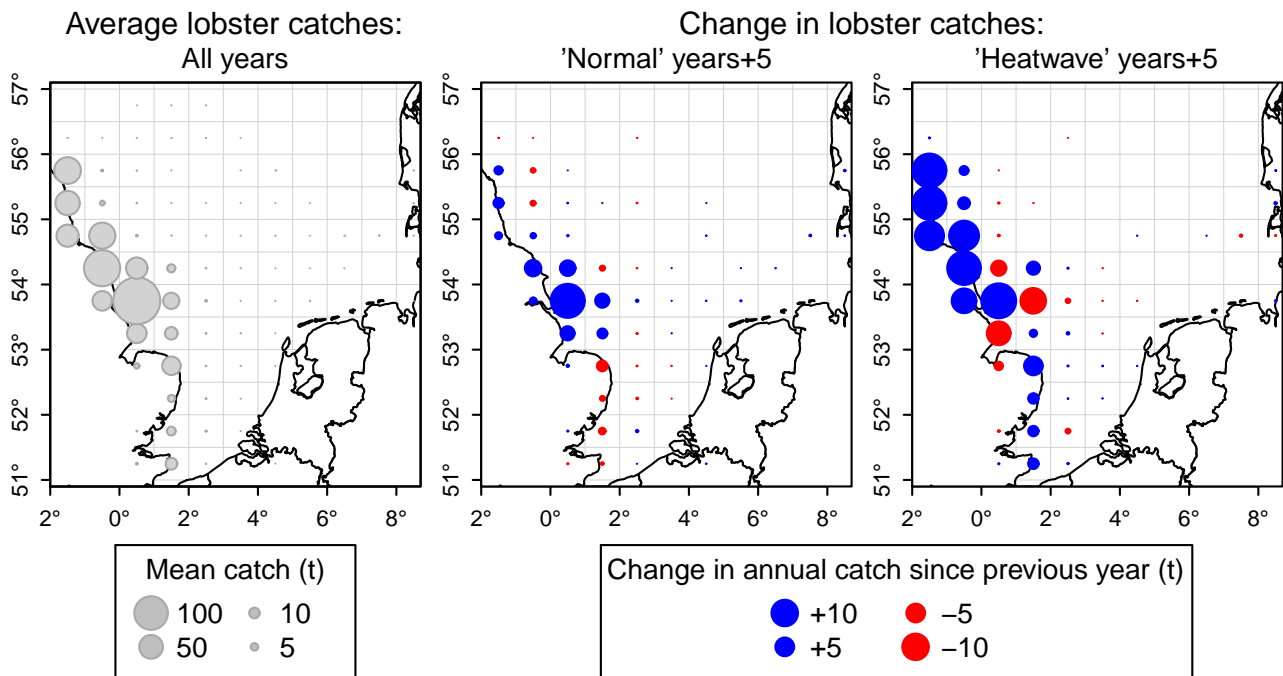 Average lobster catches:
Change in lobster catches:
All years
’Normal’ years+5
’Heatwave’ years+5
57°
56°
55°
54°
53°
52°
51°
2° 0° 2° 4° 6° 8°
57°
56°
55°
54°
53°
52°
51°
2° 0° 2° 4° 6° 8°
57°
56°
55°
54°
53°
52°
51°
2° 0° 2° 4° 6° 8°
Mean catch (t)
100 10
50 5
Change in annual catch since previous year (t)
+10 −5
+5 −10